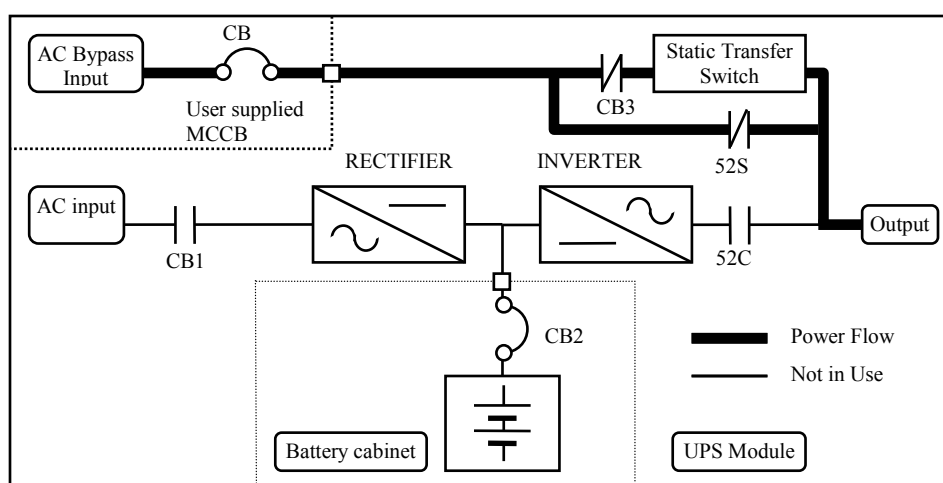 CB
AC Bypass
Input
User supplied
MCCB
CB3
Static Transfer
Switch
52S
RECTIFIER
INVERTER
AC input
CB1
52C
Output
CB2
Power Flow
Not in Use
Battery cabinet
UPS Module